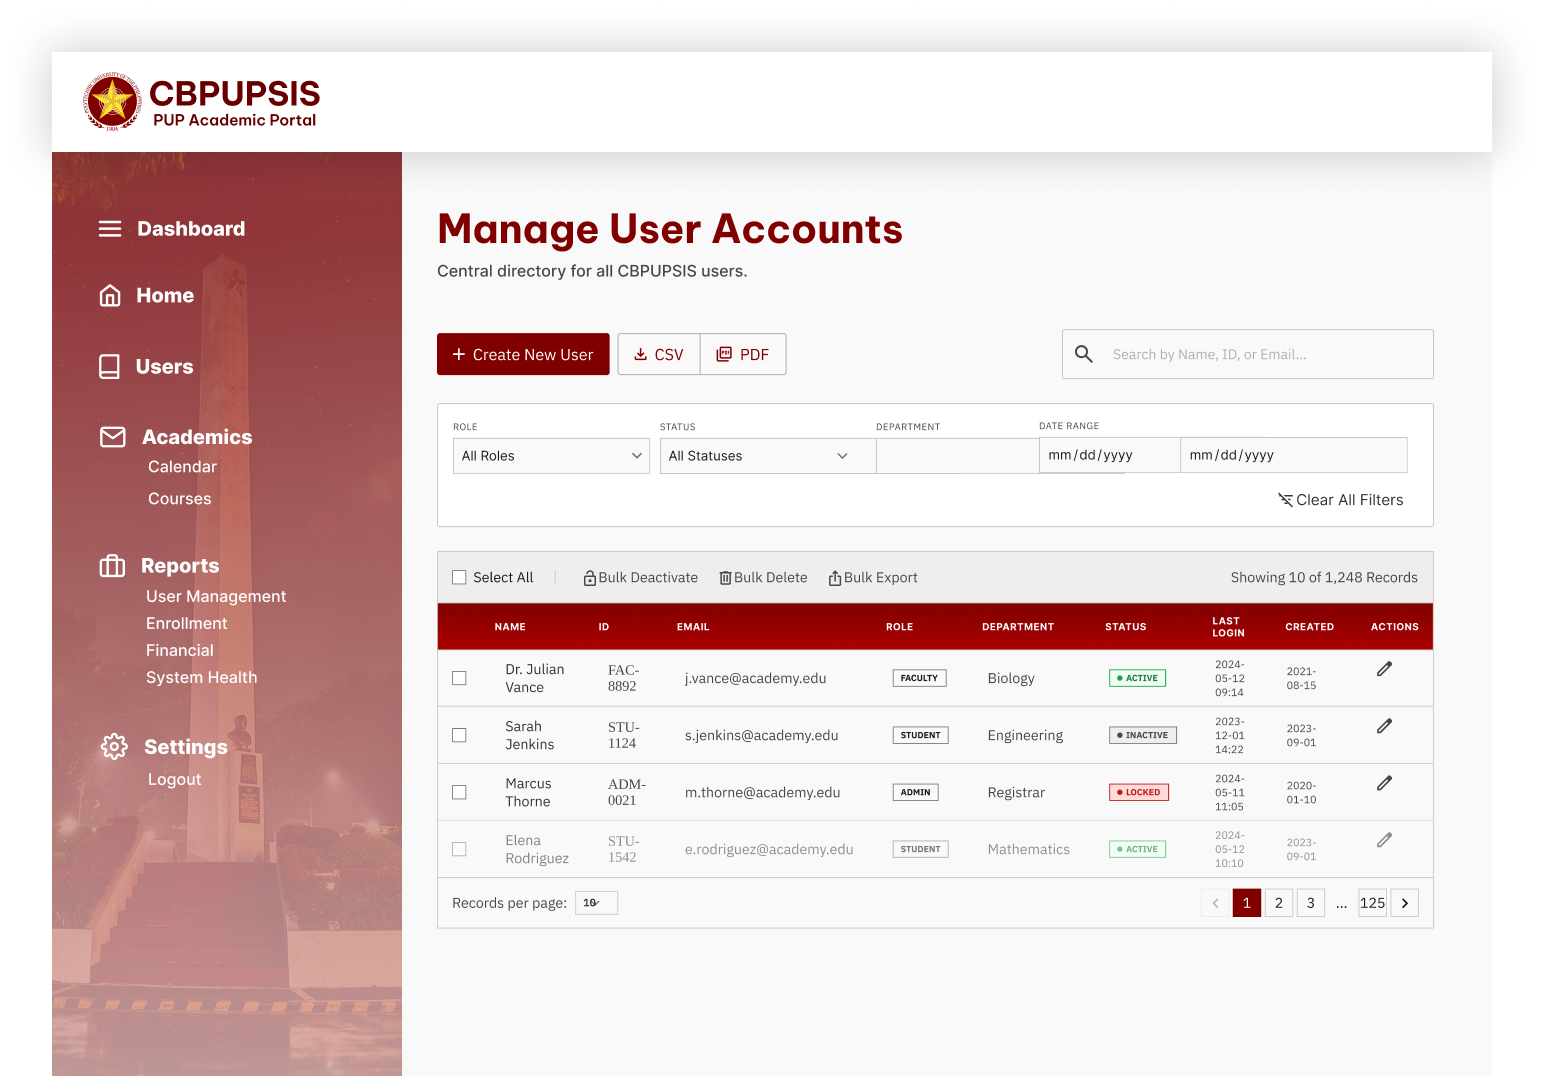 CBPUPSIS
PUP Academic Portal
1904
Dashboard
Home
Users
Academics
Calendar
Courses
Reports
User Management
Enrollment
Financial
System Health
Settings
Logout
Manage User Accounts
Central directory for all CBPUPSIS users.
+ Create New User
CSV
PDF
Search by Name, ID, or Email...
ROLE
STATUS
DEPARTMENT
DATE RANGE
All Roles
All Statuses
mm/dd/yyyy
mm/dd/yyyy
Clear All Filters
Select All
Bulk Deactivate
Bulk Delete
Bulk Export
Showing 10 of 1,248 Records
NAME
ID
EMAIL
ROLE
DEPARTMENT
STATUS
LAST
LOGIN
CREATED
ACTIONS
Dr. Julian
Vance
FAC-
8892
j.vance@academy.edu
FACULTY
Biology
ACTIVE
2024-
05-12
09:14
2021-
08-15
Sarah
Jenkins
STU-
1124
s.jenkins@academy.edu
STUDENT
Engineering
INACTIVE
2023-
12-01
14:22
2023-
09-01
Marcus
Thorne
ADM-
0021
m.thorne@academy.edu
ADMIN
Registrar
LOCKED
2024-
05-11
11:05
2020-
01-10
Elena
Rodriguez
STU-
1542
e.rodriguez@academy.edu
STUDENT
Mathematics
ACTIVE
2024-
05-12
10:10
2023-
09-01
Records per page:
10
1
2
3
...
125